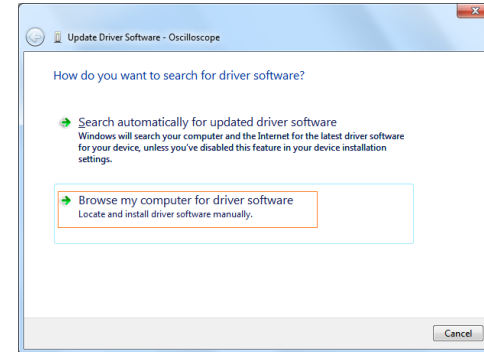 Update Driver Software - Oscilloscope
How do you want to search for driver software?
Search automatically for updated driver software
Windows will search your computer and the Internet for the latest driver software
for your device, unless you've disabled this feature in your device installation
settings.
Browse my computer for driver software
Locate and install driver software manually.
Cancel